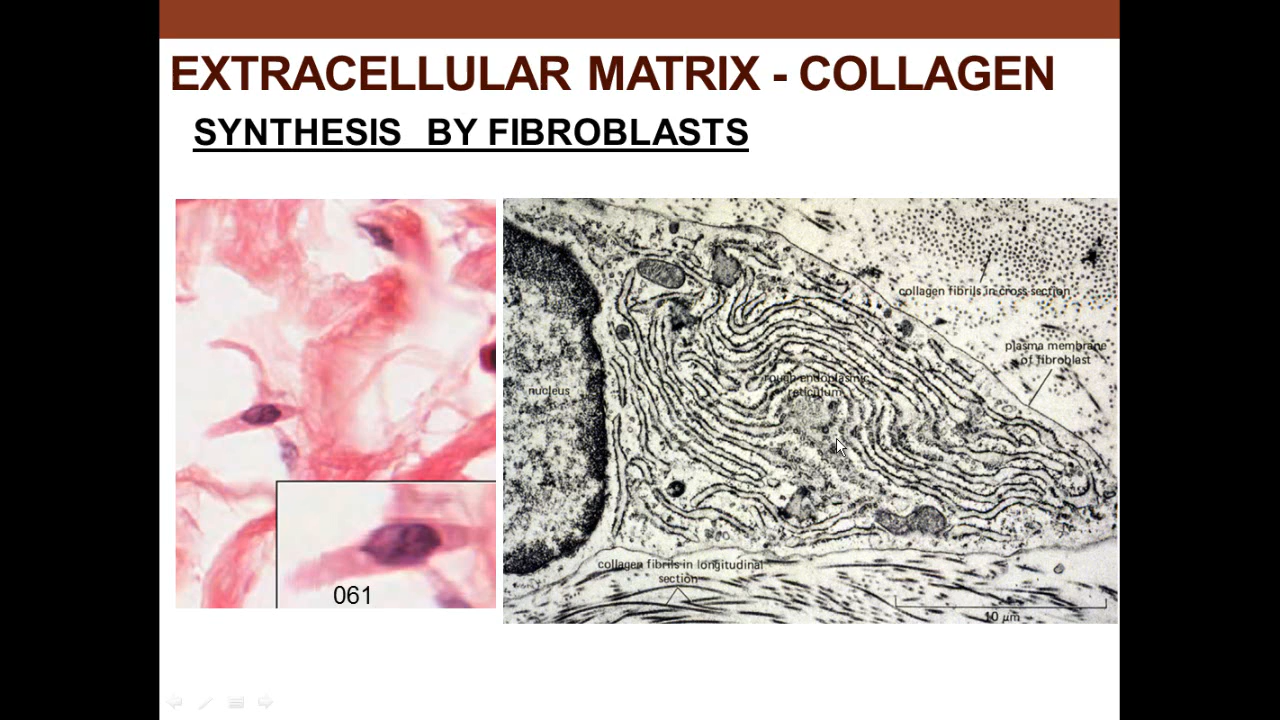 EXTRACELLULAR MATRIX - COLLAGEN
SYNTHESIS BY FIBROBLASTS
collagen fibrils in cross section
plasma membrane
of fibroblast
rough endoplasmic
reticulum
nucleus
collagen fibrils in longitudinal
section
061
10 μm